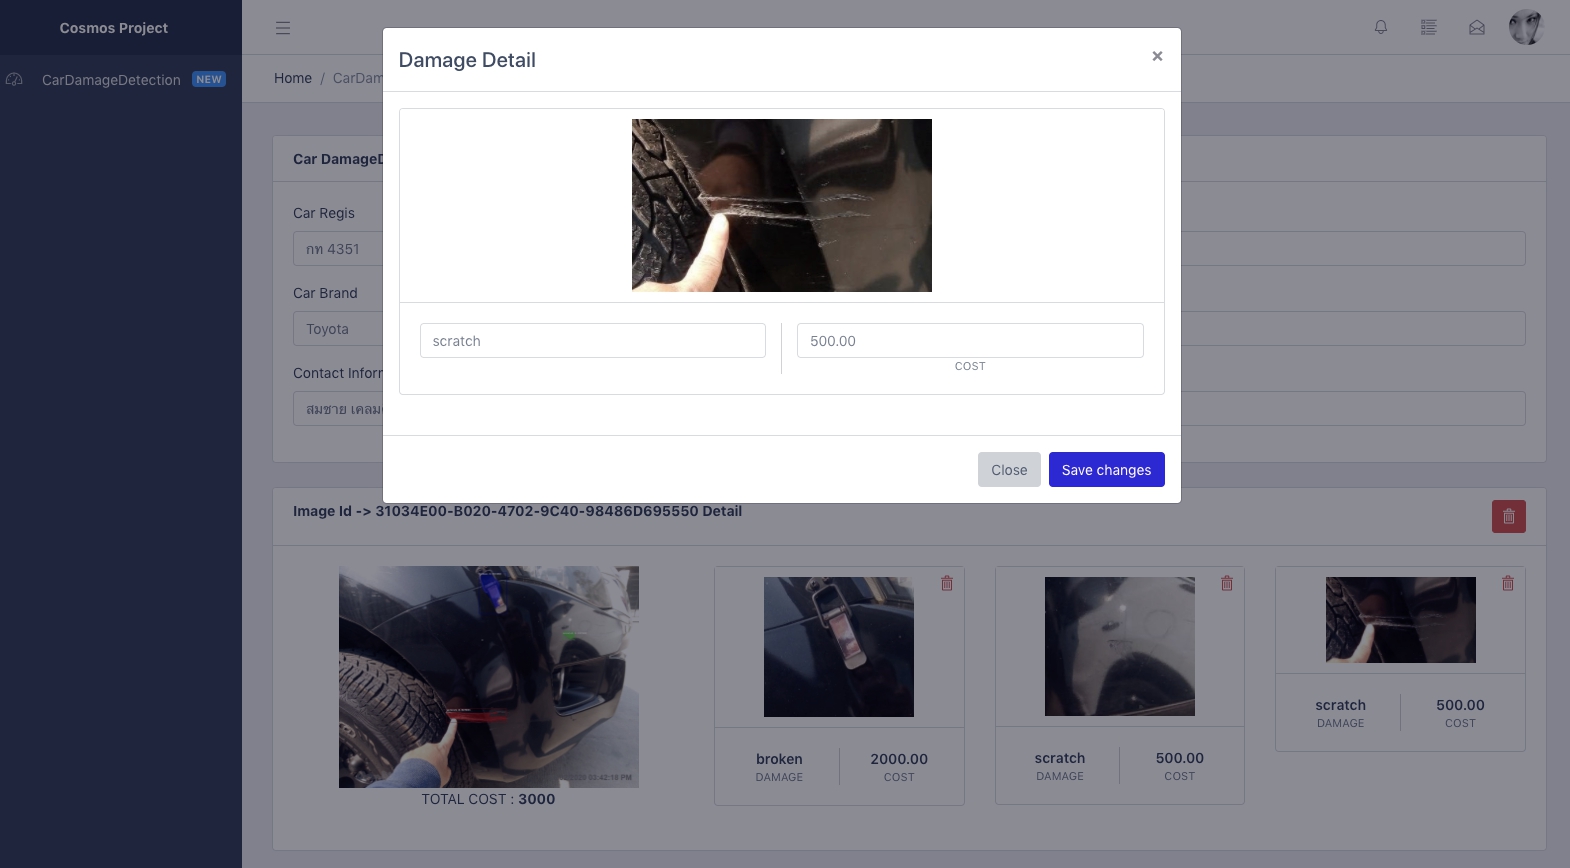 Cosmos Project
CarDamageDetection NEW
Home / CarDam
Damage Detail ×
scratch
500.00
COST
Close
Save changes
Car DamageD
Car Regis
กท 4351
Car Brand
Toyota
Contact Inforr
สมชาย เคลม
Image Id -> 31034E00-B020-4702-9C40-98486D695550 Detail
TOTAL COST : 3000
broken
DAMAGE
2000.00
COST
scratch
DAMAGE
500.00
COST
scratch
DAMAGE
500.00
COST